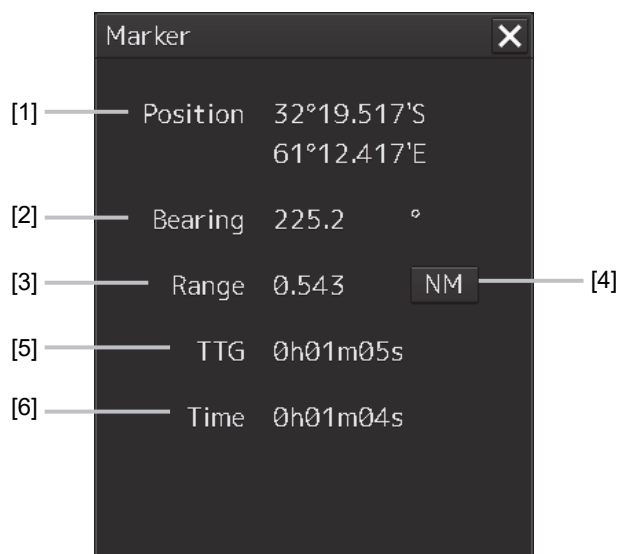 Marker
[1] Position 32°19.517'S
61°12.417'E
[2] Bearing 225.2 °
[3] Range 0.543 NM [4]
[5] TTG 0h01m05s
[6] Time 0h01m04s